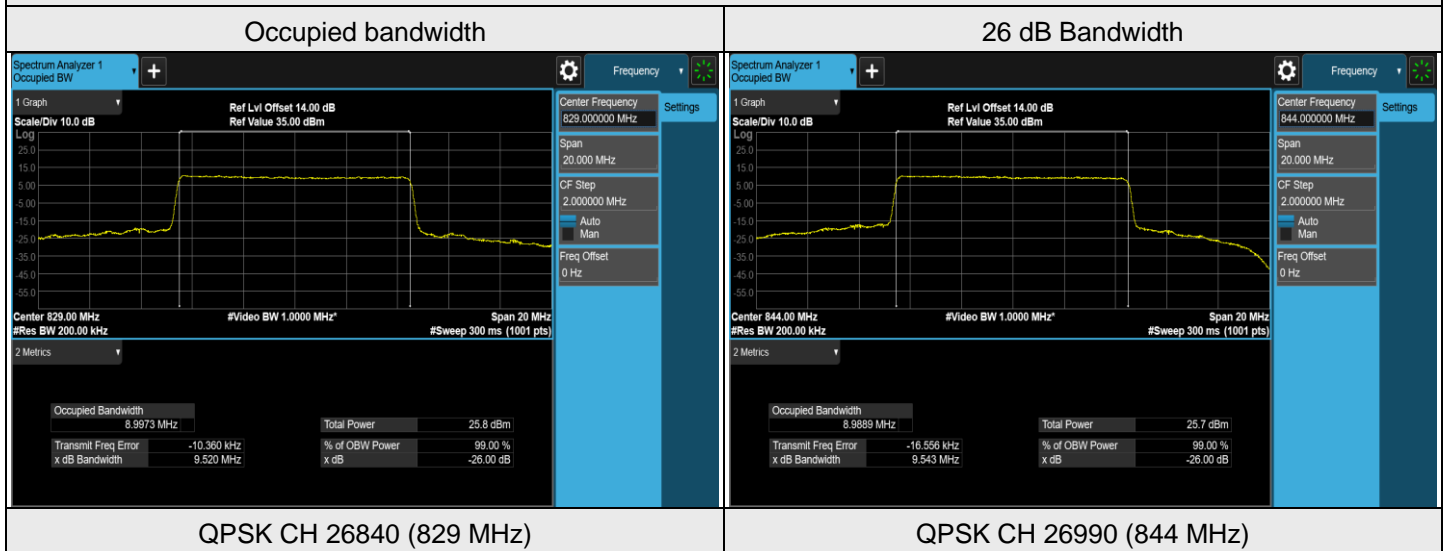 Occupied bandwidth
26 dB Bandwidth
Spectrum Analyzer 1
Occupied BW
+
Frequency
1 Graph
Scale/Div 10.0 dB
Ref Lvl Offset 14.00 dB
Ref Value 35.00 dBm
Log
25.0
15.0
5.00
-5.00
-15.0
-25.0
-35.0
-45.0
-55.0
Center 829.00 MHz
#Res BW 200.00 kHz
#Video BW 1.0000 MHz*
Span 20 MHz
#Sweep 300 ms (1001 pts)
Center Frequency
829.000000 MHz
Settings
Span
20.000 MHz
CF Step
2.000000 MHz
Auto
Man
Freq Offset
0 Hz
2 Metrics
Occupied Bandwidth
8.9973 MHz
Total Power 25.8 dBm
Transmit Freq Error -10.360 kHz % of OBW Power 99.00 %
x dB Bandwidth 9.520 MHz x dB -26.00 dB
Spectrum Analyzer 1
Occupied BW
+
Frequency
1 Graph
Scale/Div 10.0 dB
Ref Lvl Offset 14.00 dB
Ref Value 35.00 dBm
Log
25.0
15.0
5.00
-5.00
-15.0
-25.0
-35.0
-45.0
-55.0
Center 844.00 MHz
#Res BW 200.00 kHz
#Video BW 1.0000 MHz*
Span 20 MHz
#Sweep 300 ms (1001 pts)
Center Frequency
844.000000 MHz
Settings
Span
20.000 MHz
CF Step
2.000000 MHz
Auto
Man
Freq Offset
0 Hz
2 Metrics
Occupied Bandwidth
8.9889 MHz
Total Power 25.7 dBm
Transmit Freq Error -16.556 kHz % of OBW Power 99.00 %
x dB Bandwidth 9.543 MHz x dB -26.00 dB
QPSK CH 26840 (829 MHz)
QPSK CH 26990 (844 MHz)